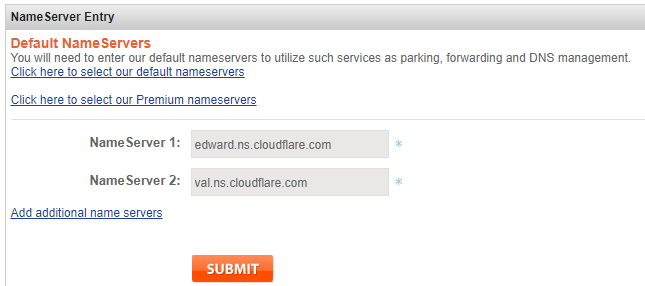 NameServer Entry
Default NameServers
You will need to enter our default nameservers to utilize such services as parking, forwarding and DNS management.
Click here to select our default nameservers
Click here to select our Premium nameservers
NameServer 1: edward.ns.cloudflare.com *
NameServer 2: val.ns.cloudflare.com *
Add additional name servers
SUBMIT